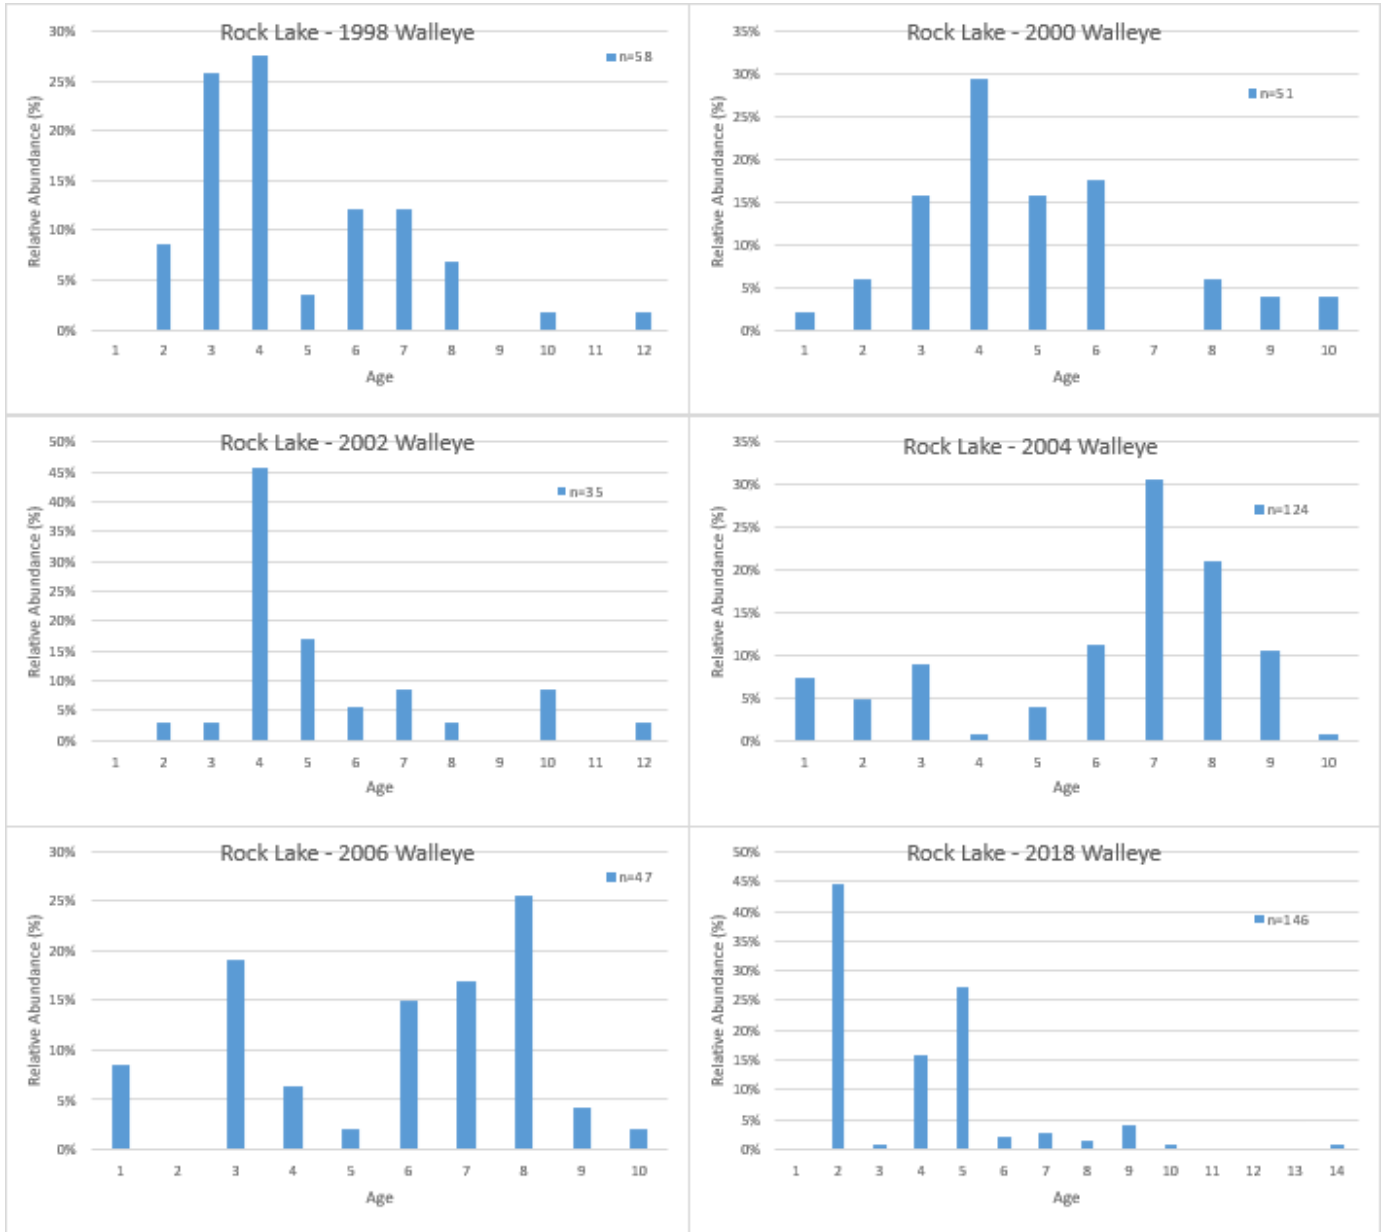 Rock Lake - 1998 Walleye
n=58
Relative Abundance (%)
30%
25%
20%
15%
10%
5%
0%
1 2 3 4 5 6 7 8 9 10 11 12
Age
Rock Lake - 2000 Walleye
n=51
Relative Abundance (%)
35%
30%
25%
20%
15%
10%
5%
0%
1 2 3 4 5 6 7 8 9 10
Age
Rock Lake - 2002 Walleye
n=35
Relative Abundance (%)
50%
45%
40%
35%
30%
25%
20%
15%
10%
5%
0%
1 2 3 4 5 6 7 8 9 10 11 12
Age
Rock Lake - 2004 Walleye
n=124
Relative Abundance (%)
35%
30%
25%
20%
15%
10%
5%
0%
1 2 3 4 5 6 7 8 9 10
Age
Rock Lake - 2006 Walleye
n=47
Relative Abundance (%)
30%
25%
20%
15%
10%
5%
0%
1 2 3 4 5 6 7 8 9 10
Age
Rock Lake - 2018 Walleye
n=146
Relative Abundance (%)
50%
45%
40%
35%
30%
25%
20%
15%
10%
5%
0%
1 2 3 4 5 6 7 8 9 10 11 12 13 14
Age